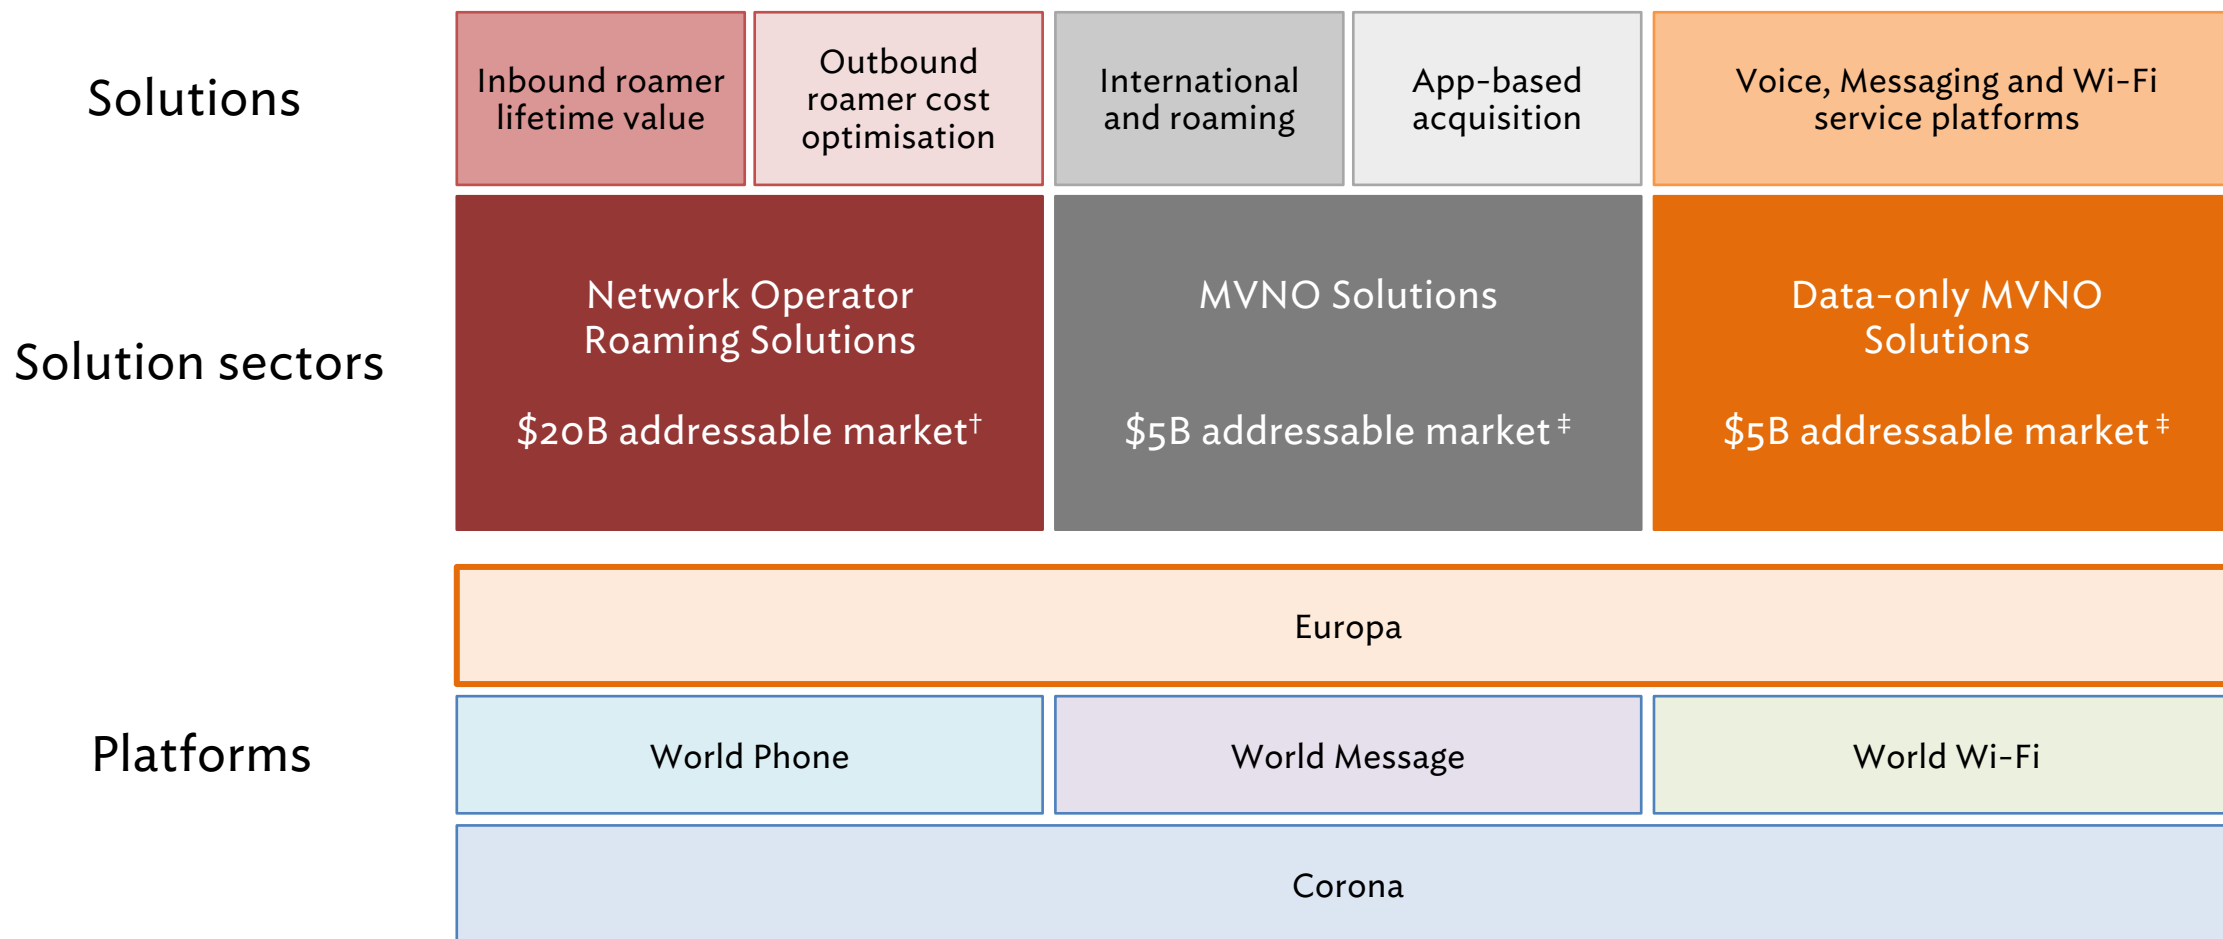 Solutions
Inbound roamer
lifetime value
Outbound
roamer cost
optimisation
International
and roaming
App-based
acquisition
Voice, Messaging and Wi-Fi
service platforms
Solution sectors
Network Operator
Roaming Solutions
$20B addressable market†
MVNO Solutions
$5B addressable market ‡
Data-only MVNO
Solutions
$5B addressable market ‡
Platforms
Europa
World Phone
World Message
World Wi-Fi
Corona